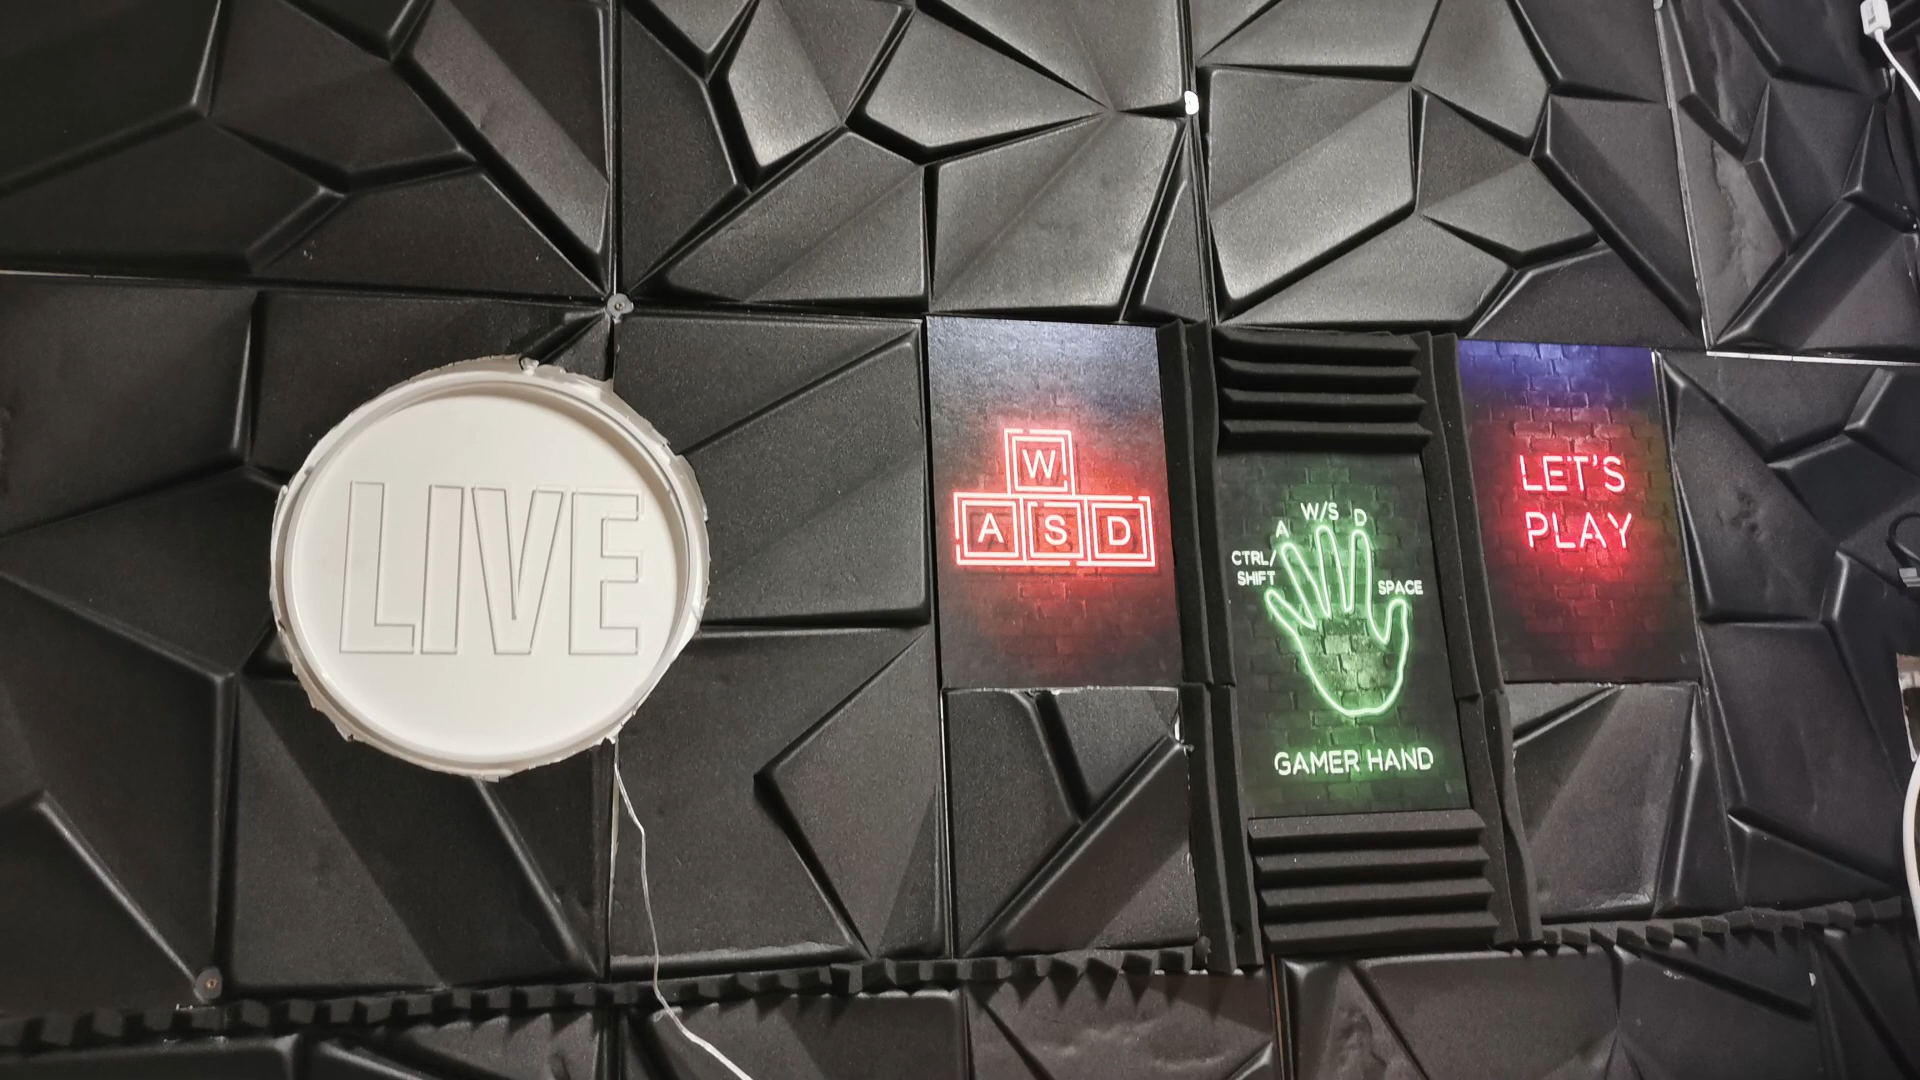 LIVE
W
A S D
W/S
A
D
CTRL/
SHIFT
SPACE
GAMER HAND
LET'S
PLAY